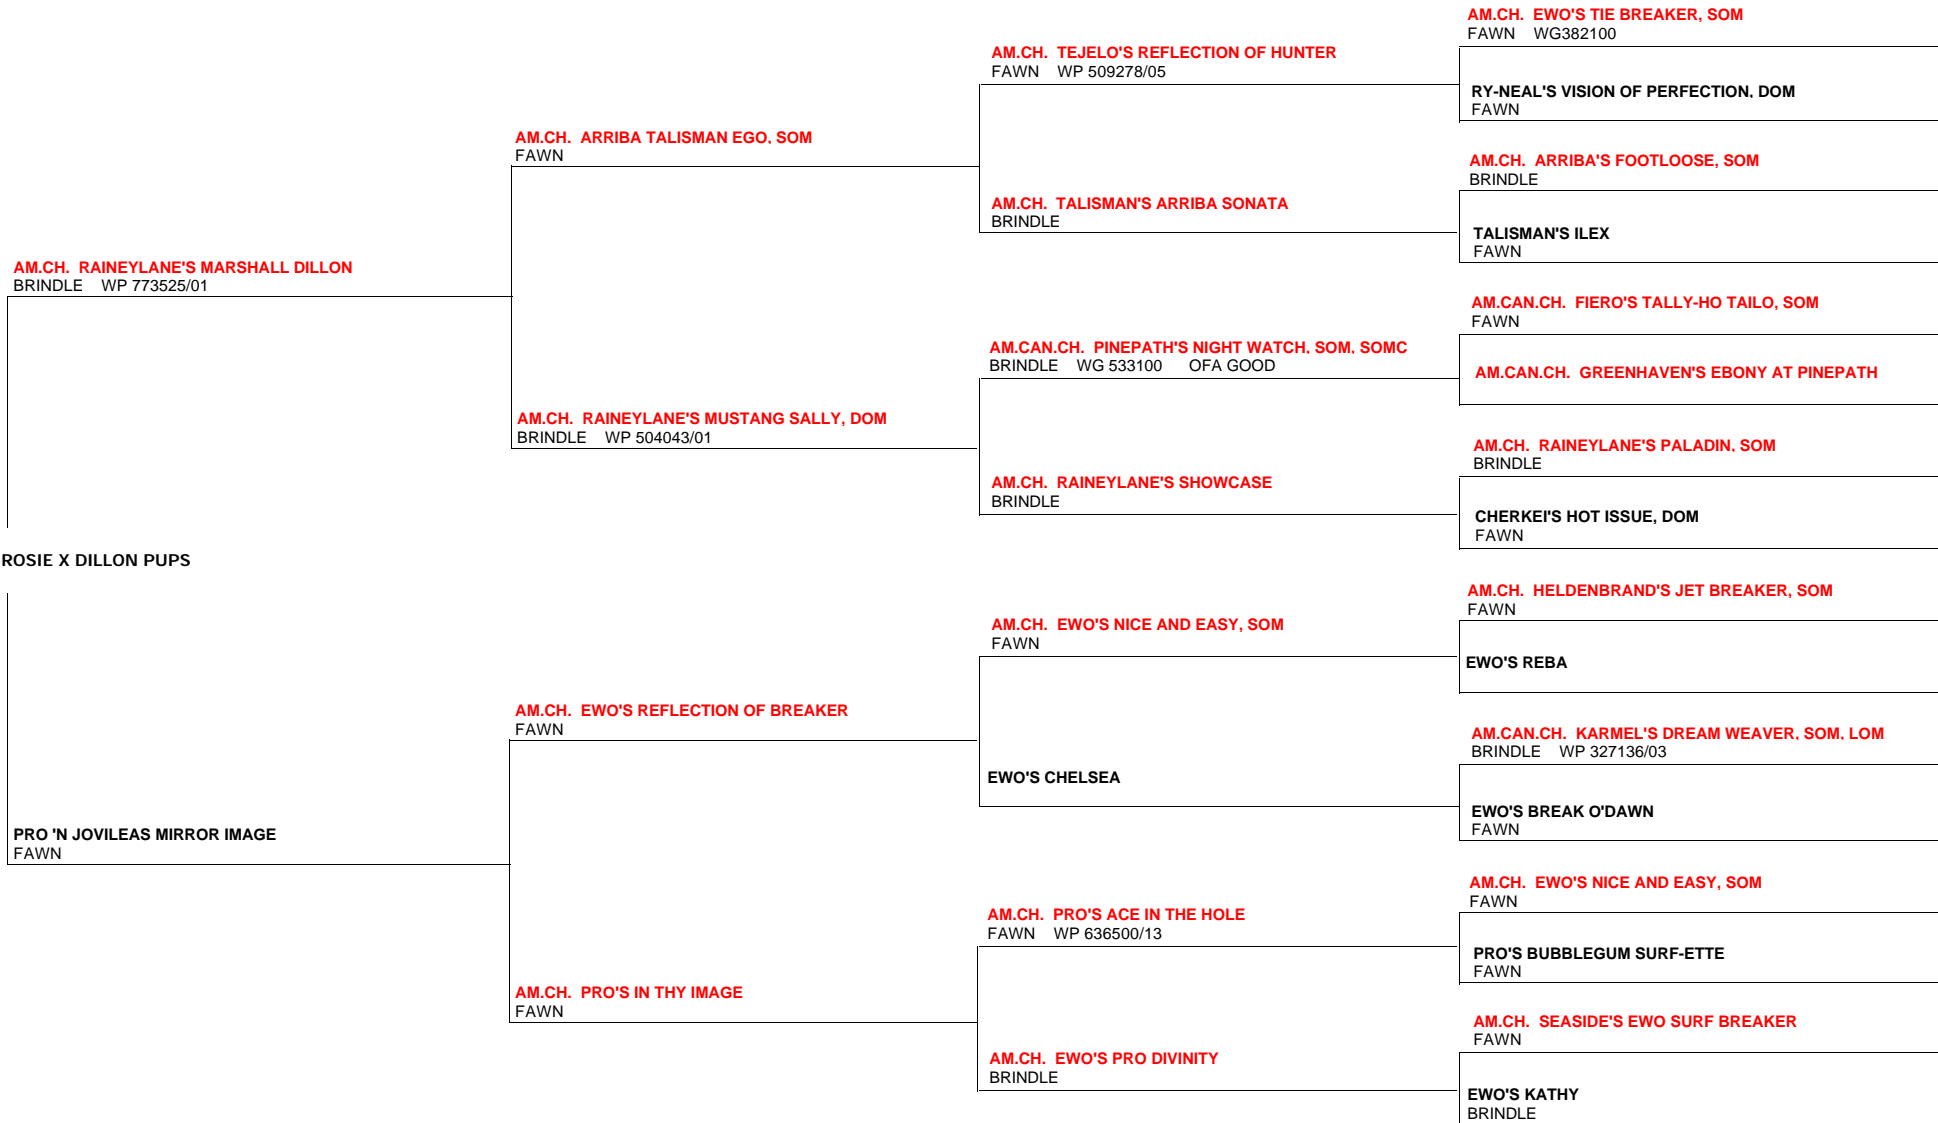 AM.CH. EWO'S TIE BREAKER, SOM
FAWN WG382100
AM.CH. TEJELO'S REFLECTION OF HUNTER
FAWN WP 509278/05
RY-NEAL'S VISION OF PERFECTION, DOM
FAWN
AM.CH. ARRIBA TALISMAN EGO, SOM
FAWN
AM.CH. ARRIBA'S FOOTLOOSE, SOM
BRINDLE
AM.CH. TALISMAN'S ARRIBA SONATA
BRINDLE
TALISMAN'S ILEX
FAWN
AM.CH. RAINEYLANE'S MARSHALL DILLON
BRINDLE WP 773525/01
AM.CAN.CH. FIERO'S TALLY-HO TAILO, SOM
FAWN
AM.CAN.CH. PINEPATH'S NIGHT WATCH, SOM, SOMC
BRINDLE WG 533100 OFA GOOD
AM.CAN.CH. GREENHAVEN'S EBONY AT PINEPATH
AM.CH. RAINEYLANE'S MUSTANG SALLY, DOM
BRINDLE WP 504043/01
AM.CH. RAINEYLANE'S PALADIN, SOM
BRINDLE
AM.CH. RAINEYLANE'S SHOWCASE
BRINDLE
CHERKEI'S HOT ISSUE, DOM
FAWN
ROSIE X DILLON PUPS
AM.CH. HELDENBRAND'S JET BREAKER, SOM
FAWN
AM.CH. EWO'S NICE AND EASY, SOM
FAWN
EWO'S REBA
AM.CH. EWO'S REFLECTION OF BREAKER
FAWN
AM.CAN.CH. KARMEL'S DREAM WEAVER, SOM, LOM
BRINDLE WP 327136/03
EWO'S CHELSEA
EWO'S BREAK O'DAWN
FAWN
PRO 'N JOVILEAS MIRROR IMAGE
FAWN
AM.CH. EWO'S NICE AND EASY, SOM
FAWN
AM.CH. PRO'S ACE IN THE HOLE
FAWN WP 636500/13
PRO'S BUBBLEGUM SURF-ETTE
FAWN
AM.CH. PRO'S IN THY IMAGE
FAWN
AM.CH. SEASIDE'S EWO SURF BREAKER
FAWN
AM.CH. EWO'S PRO DIVINITY
BRINDLE
EWO'S KATHY
BRINDLE